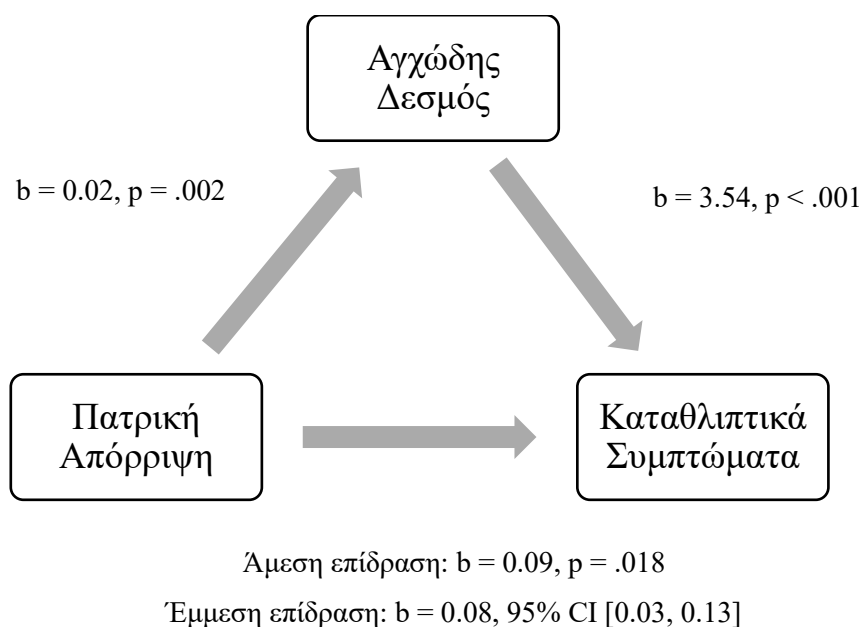 Αγχώδης
Δεσμός
b = 0.02, p = .002
b = 3.54, p < .001
Πατρική
Απόρριψη
Καταθλιπτικά
Συμπτώματα
Άμεση επίδραση: b = 0.09, p = .018
Έμμεση επίδραση: b = 0.08, 95% CI [0.03, 0.13]